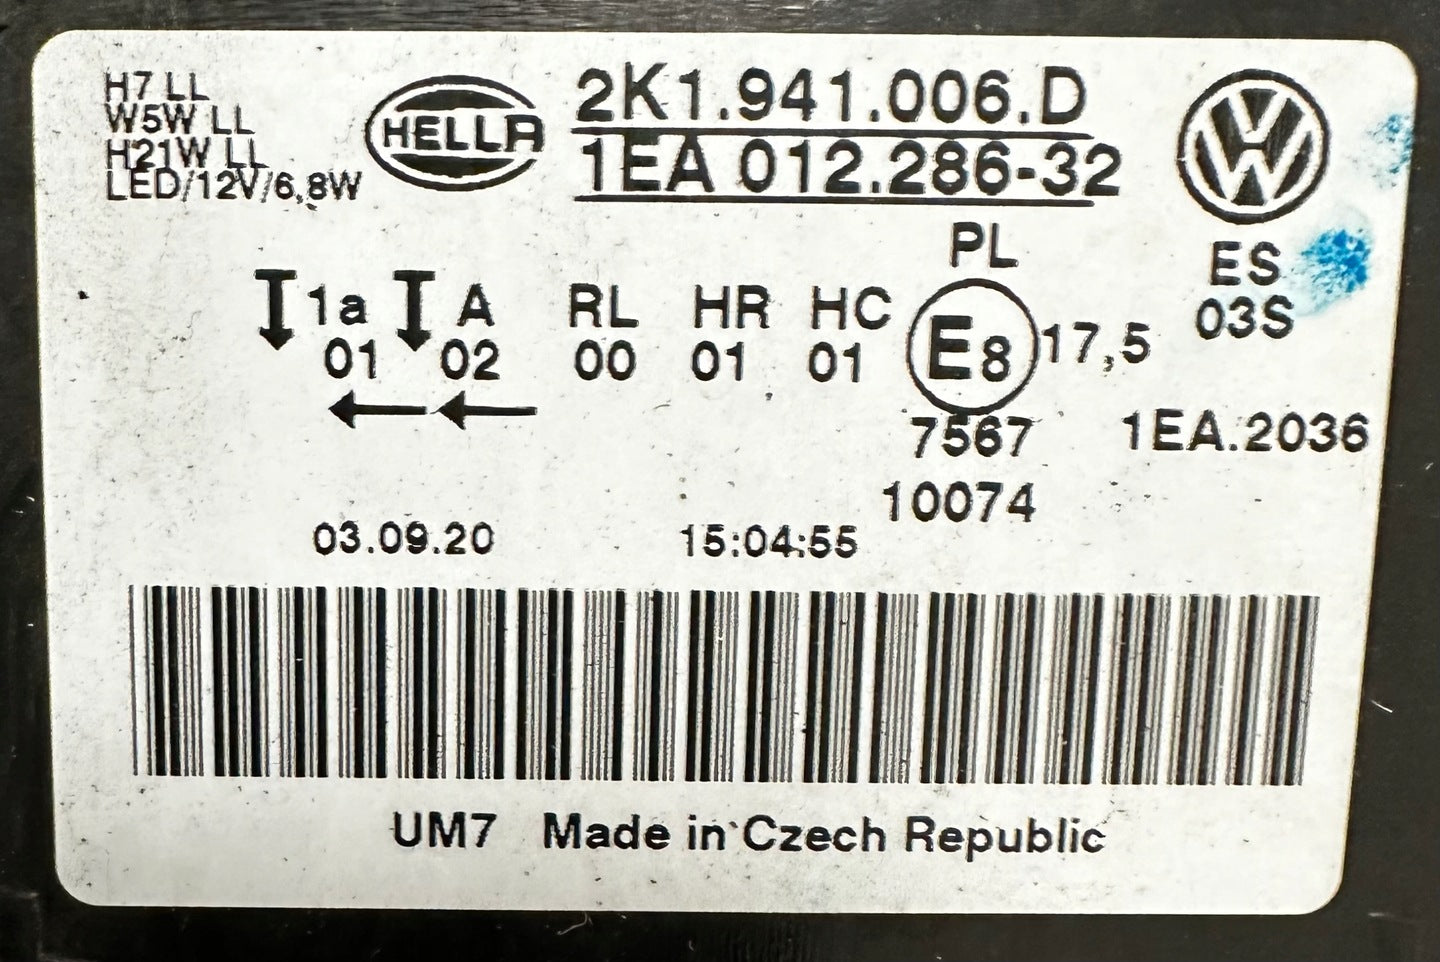 H7 LL
W5W LL
H21W LL
LED/12V/6,8W
HELLA
2K1.941.006.D
1EA 012.286-32
PL
ES
03S
1a A RL HR HC
01 02 00 01 01
E8 17,5
7567 1EA.2036
10074
03.09.20 15:04:55
UM7 Made in Czech Republic